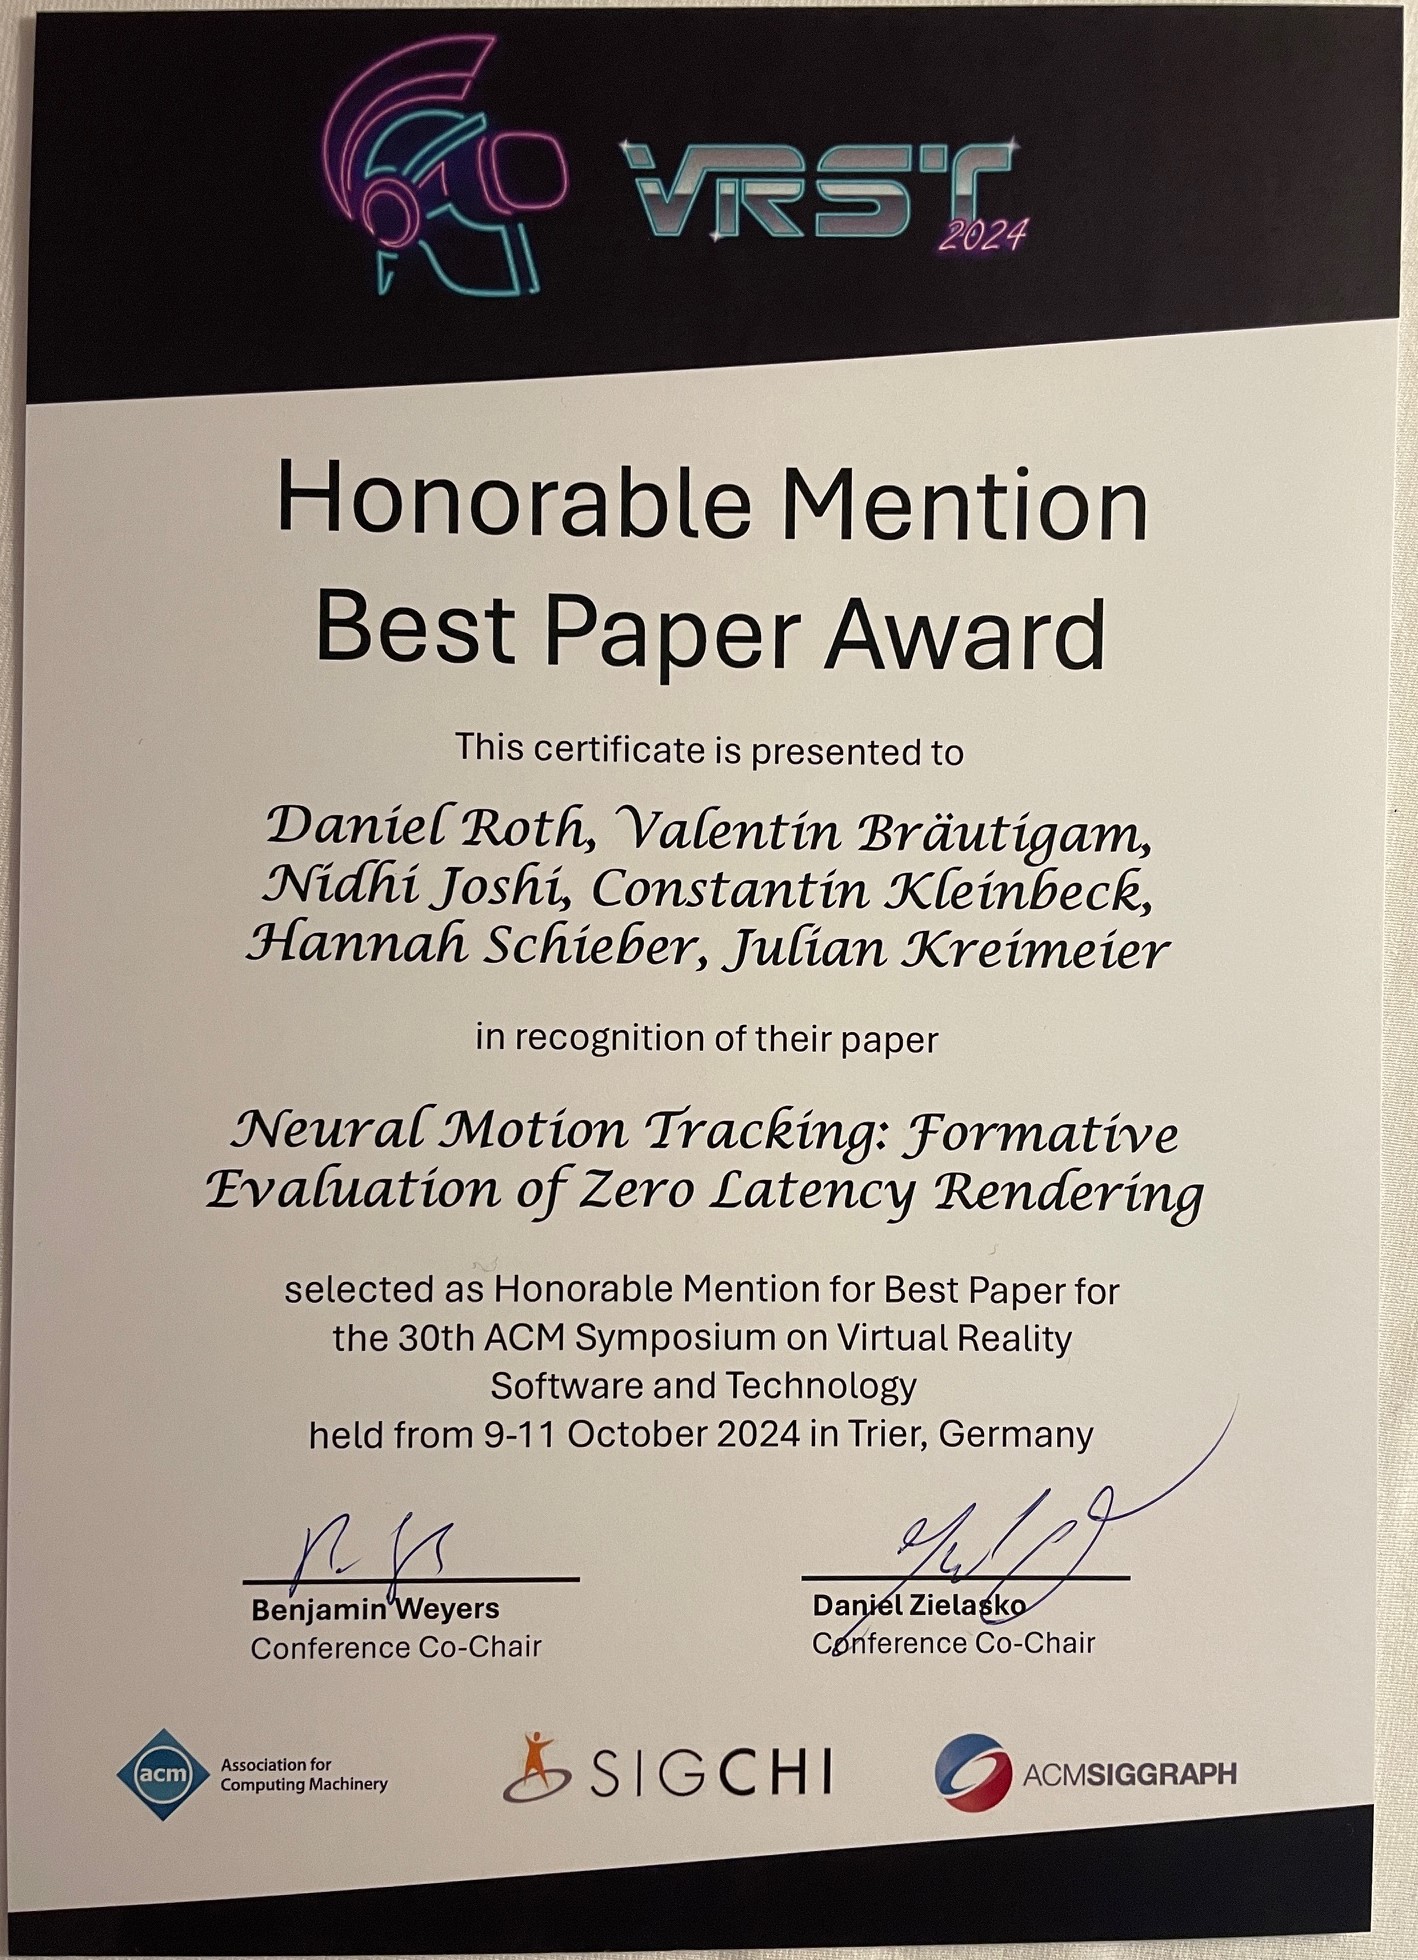 VRST
2024
Honorable Mention
Best Paper Award
This certificate is presented to
Daniel Roth, Valentin Bräutigam,
Nidhi Joshi, Constantin Kleinbeck,
Hannah Schieber, Julian Kreimeier
in recognition of their paper
Neural Motion Tracking: Formative
Evaluation of Zero Latency Rendering
selected as Honorable Mention for Best Paper for
the 30th ACM Symposium on Virtual Reality
Software and Technology
held from 9-11 October 2024 in Trier, Germany
Benjamin Weyers
Conference Co-Chair
Daniel Zielasko
Conference Co-Chair
acm
Association for
Computing Machinery
SIGCHI
ACMSIGGRAPH